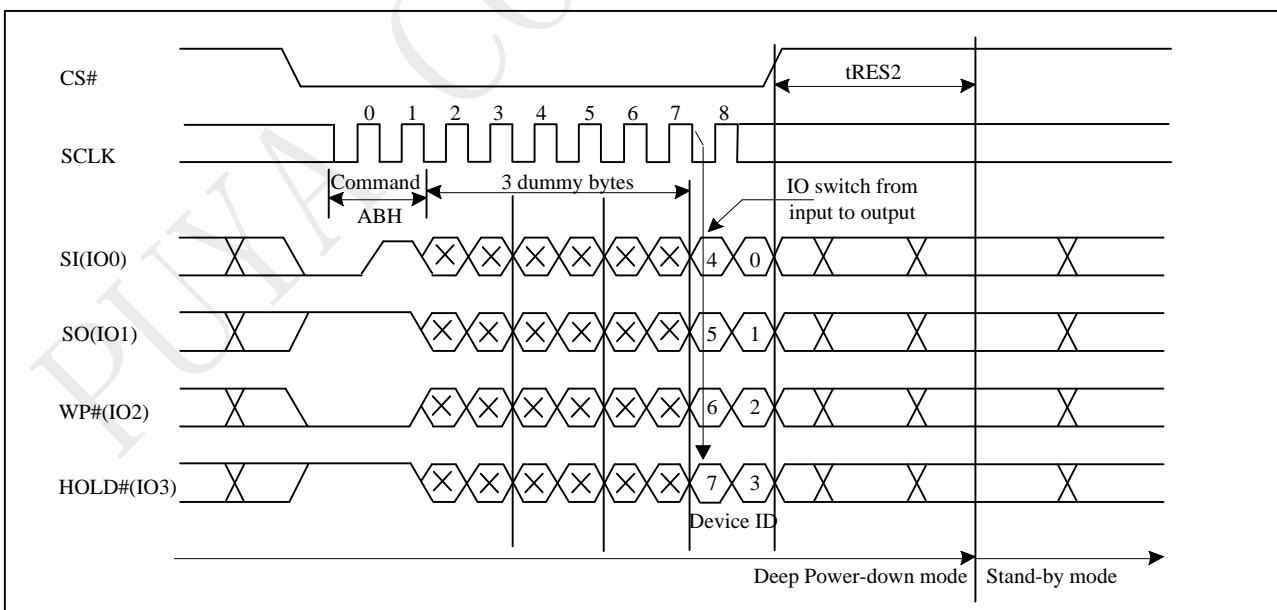 PUYA CO
CS#
tRES2
0 1 2 3 4 5 6 7 8
SCLK
Command
ABH
3 dummy bytes
IO switch from
input to output
SI(IO0)
4 0
SO(IO1)
5 1
WP#(IO2)
6 2
HOLD#(IO3)
7 3
Device ID
Deep Power-down mode
Stand-by mode